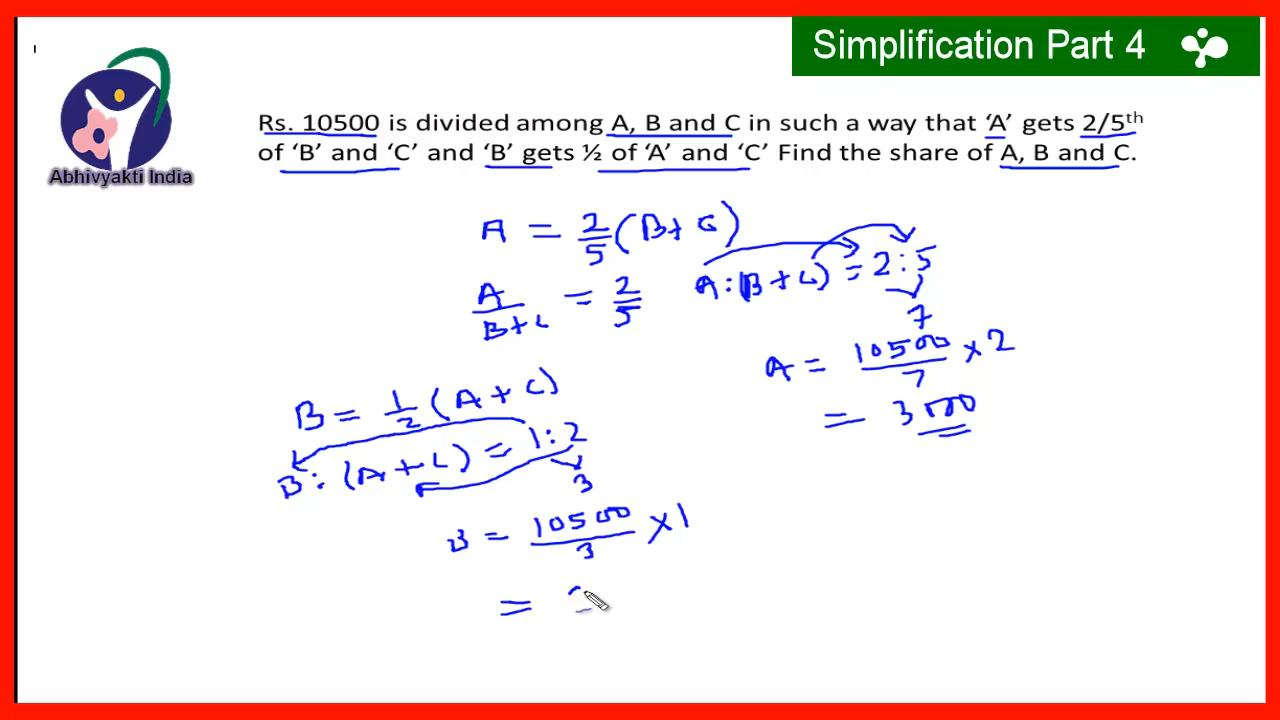 Simplification Part 4
Abhivyakti India
Rs. 10500 is divided among A, B and C in such a way that ‘A’ gets 2/5th
of ‘B’ and ‘C’ and ‘B’ gets ½ of ‘A’ and ‘C’ Find the share of A, B and C.
A = 2/5 (B+C)
A/B+C = 2/5
A:(B+C) = 2:5
7
A = 10500/7 × 2
= 3000
B = 1/2 (A+C)
B:(A+C) = 1:2
3
B = 10500/3 × 1
=